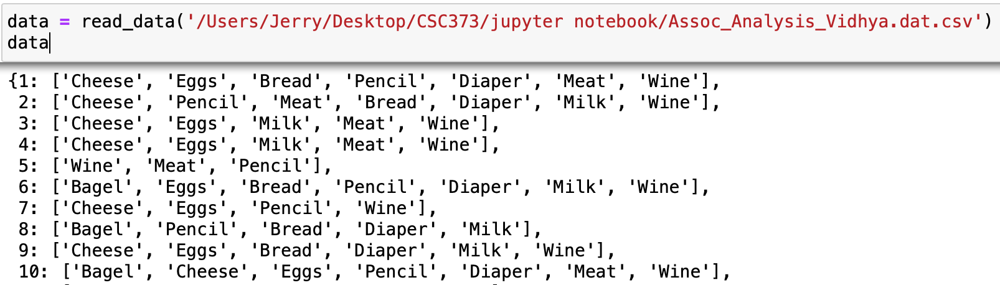 data = read_data('/Users/Jerry/Desktop/CSC373/jupyter notebook/Assoc_Analysis_Vidhya.dat.csv')
data
{1: ['Cheese', 'Eggs', 'Bread', 'Pencil', 'Diaper', 'Meat', 'Wine'],
2: ['Cheese', 'Pencil', 'Meat', 'Bread', 'Diaper', 'Milk', 'Wine'],
3: ['Cheese', 'Eggs', 'Milk', 'Meat', 'Wine'],
4: ['Cheese', 'Eggs', 'Milk', 'Meat', 'Wine'],
5: ['Wine', 'Meat', 'Pencil'],
6: ['Bagel', 'Eggs', 'Bread', 'Pencil', 'Diaper', 'Milk', 'Wine'],
7: ['Cheese', 'Eggs', 'Pencil', 'Wine'],
8: ['Bagel', 'Pencil', 'Bread', 'Diaper', 'Milk'],
9: ['Cheese', 'Eggs', 'Bread', 'Diaper', 'Milk', 'Wine'],
10: ['Bagel', 'Cheese', 'Eggs', 'Pencil', 'Diaper', 'Meat', 'Wine'],